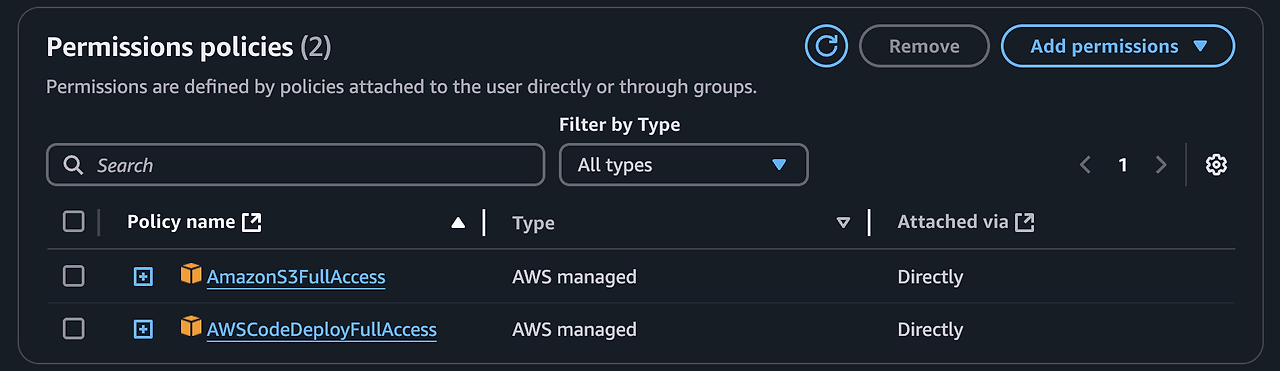 Permissions policies (2)
Remove
Add permissions
Permissions are defined by policies attached to the user directly or through groups.
Filter by Type
Search
All types
1
Policy name
Type
Attached via
AmazonS3FullAccess
AWS managed
Directly
AWSCodeDeployFullAccess
AWS managed
Directly